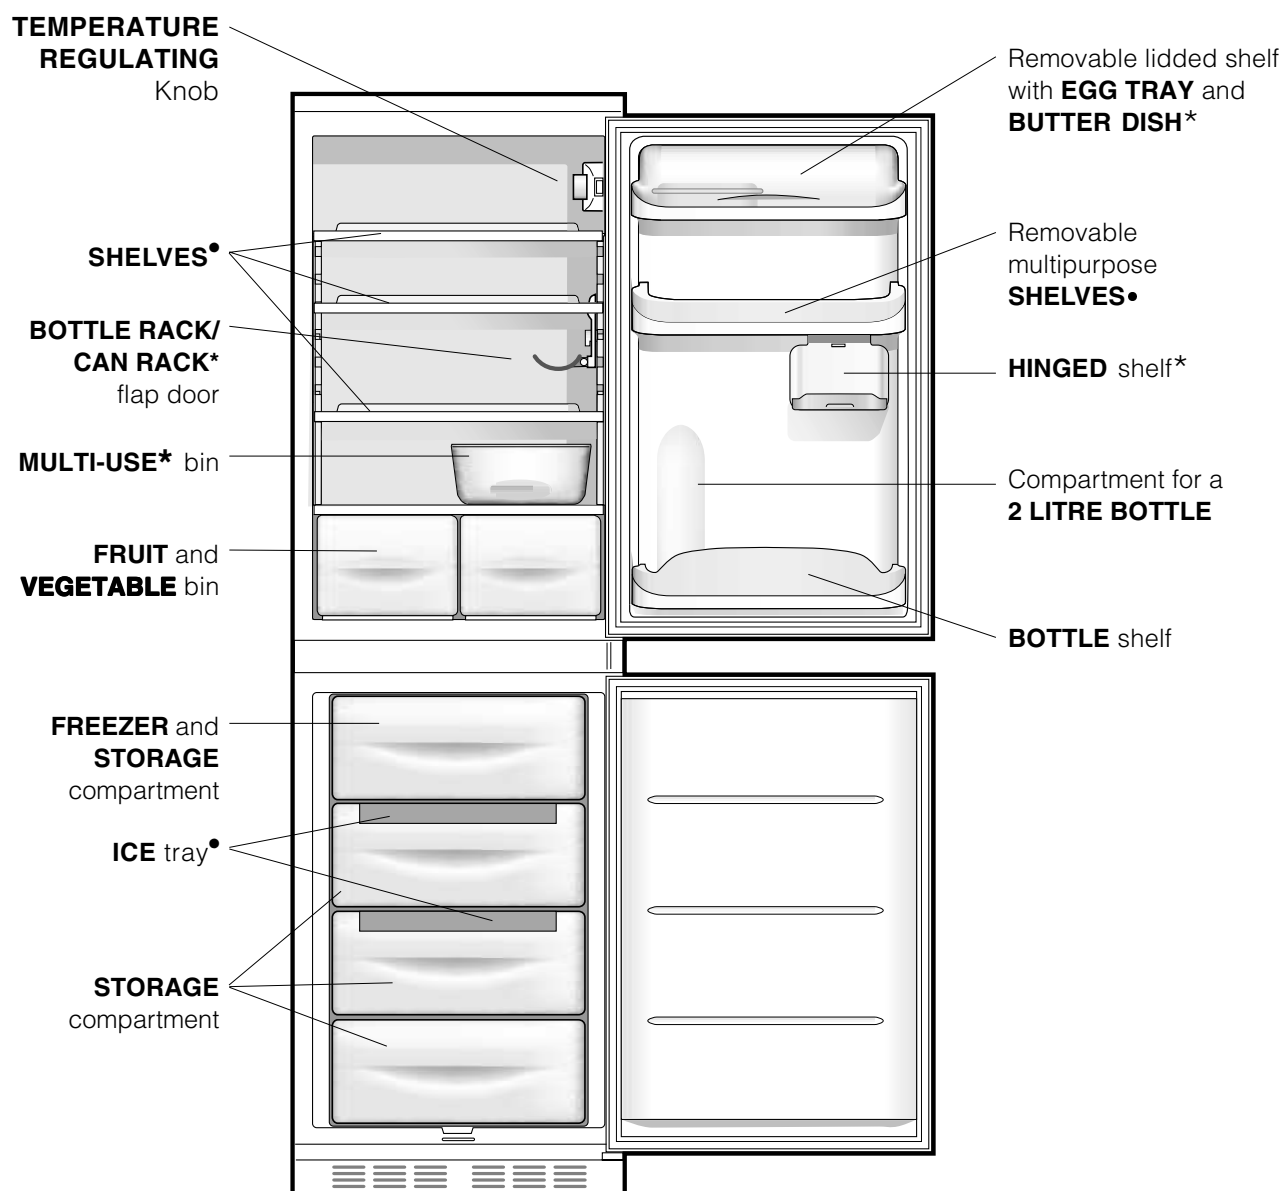 TEMPERATURE
REGULATING
Knob
SHELVES•
BOTTLE RACK/
CAN RACK*
flap door
MULTI-USE* bin
FRUIT and
VEGETABLE bin
FREEZER and
STORAGE
compartment
ICE tray•
STORAGE
compartment
Removable lidded shelf
with EGG TRAY and
BUTTER DISH*
Removable
multipurpose
SHELVES•
HINGED shelf*
Compartment for a
2 LITRE BOTTLE
BOTTLE shelf